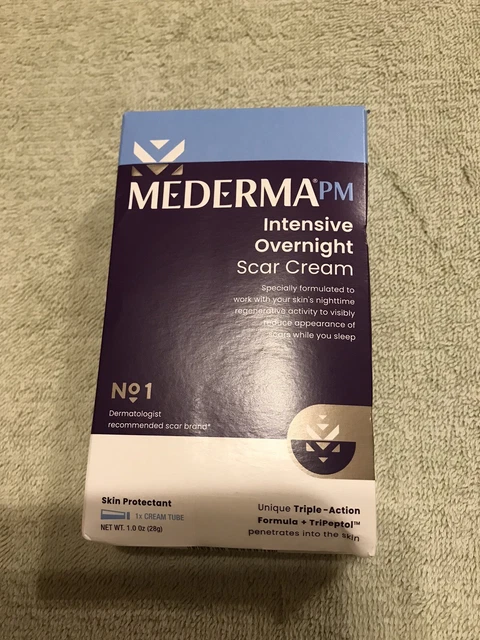 MEDERMA® PM
Intensive
Overnight
Scar Cream
Specially formulated to
work with your skin's nighttime
regenerative activity to visibly
reduce appearance of
scars while you sleep
Nº 1
Dermatologist
recommended scar brand*
Skin Protectant
1x CREAM TUBE
NET WT. 1.0 Oz (28g)
Unique Triple-Action
Formula + TriPeptol™
penetrates into the skin